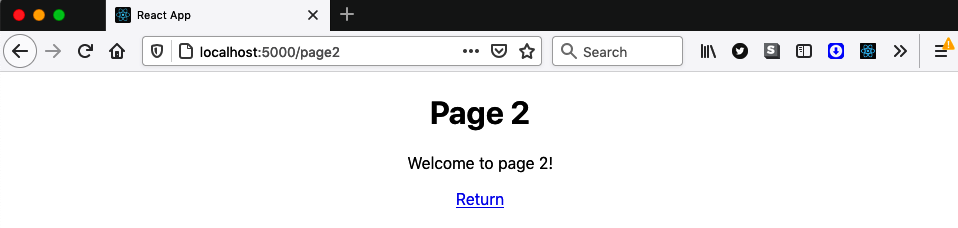 React App
localhost:5000/page2
Search
Page 2
Welcome to page 2!
Return